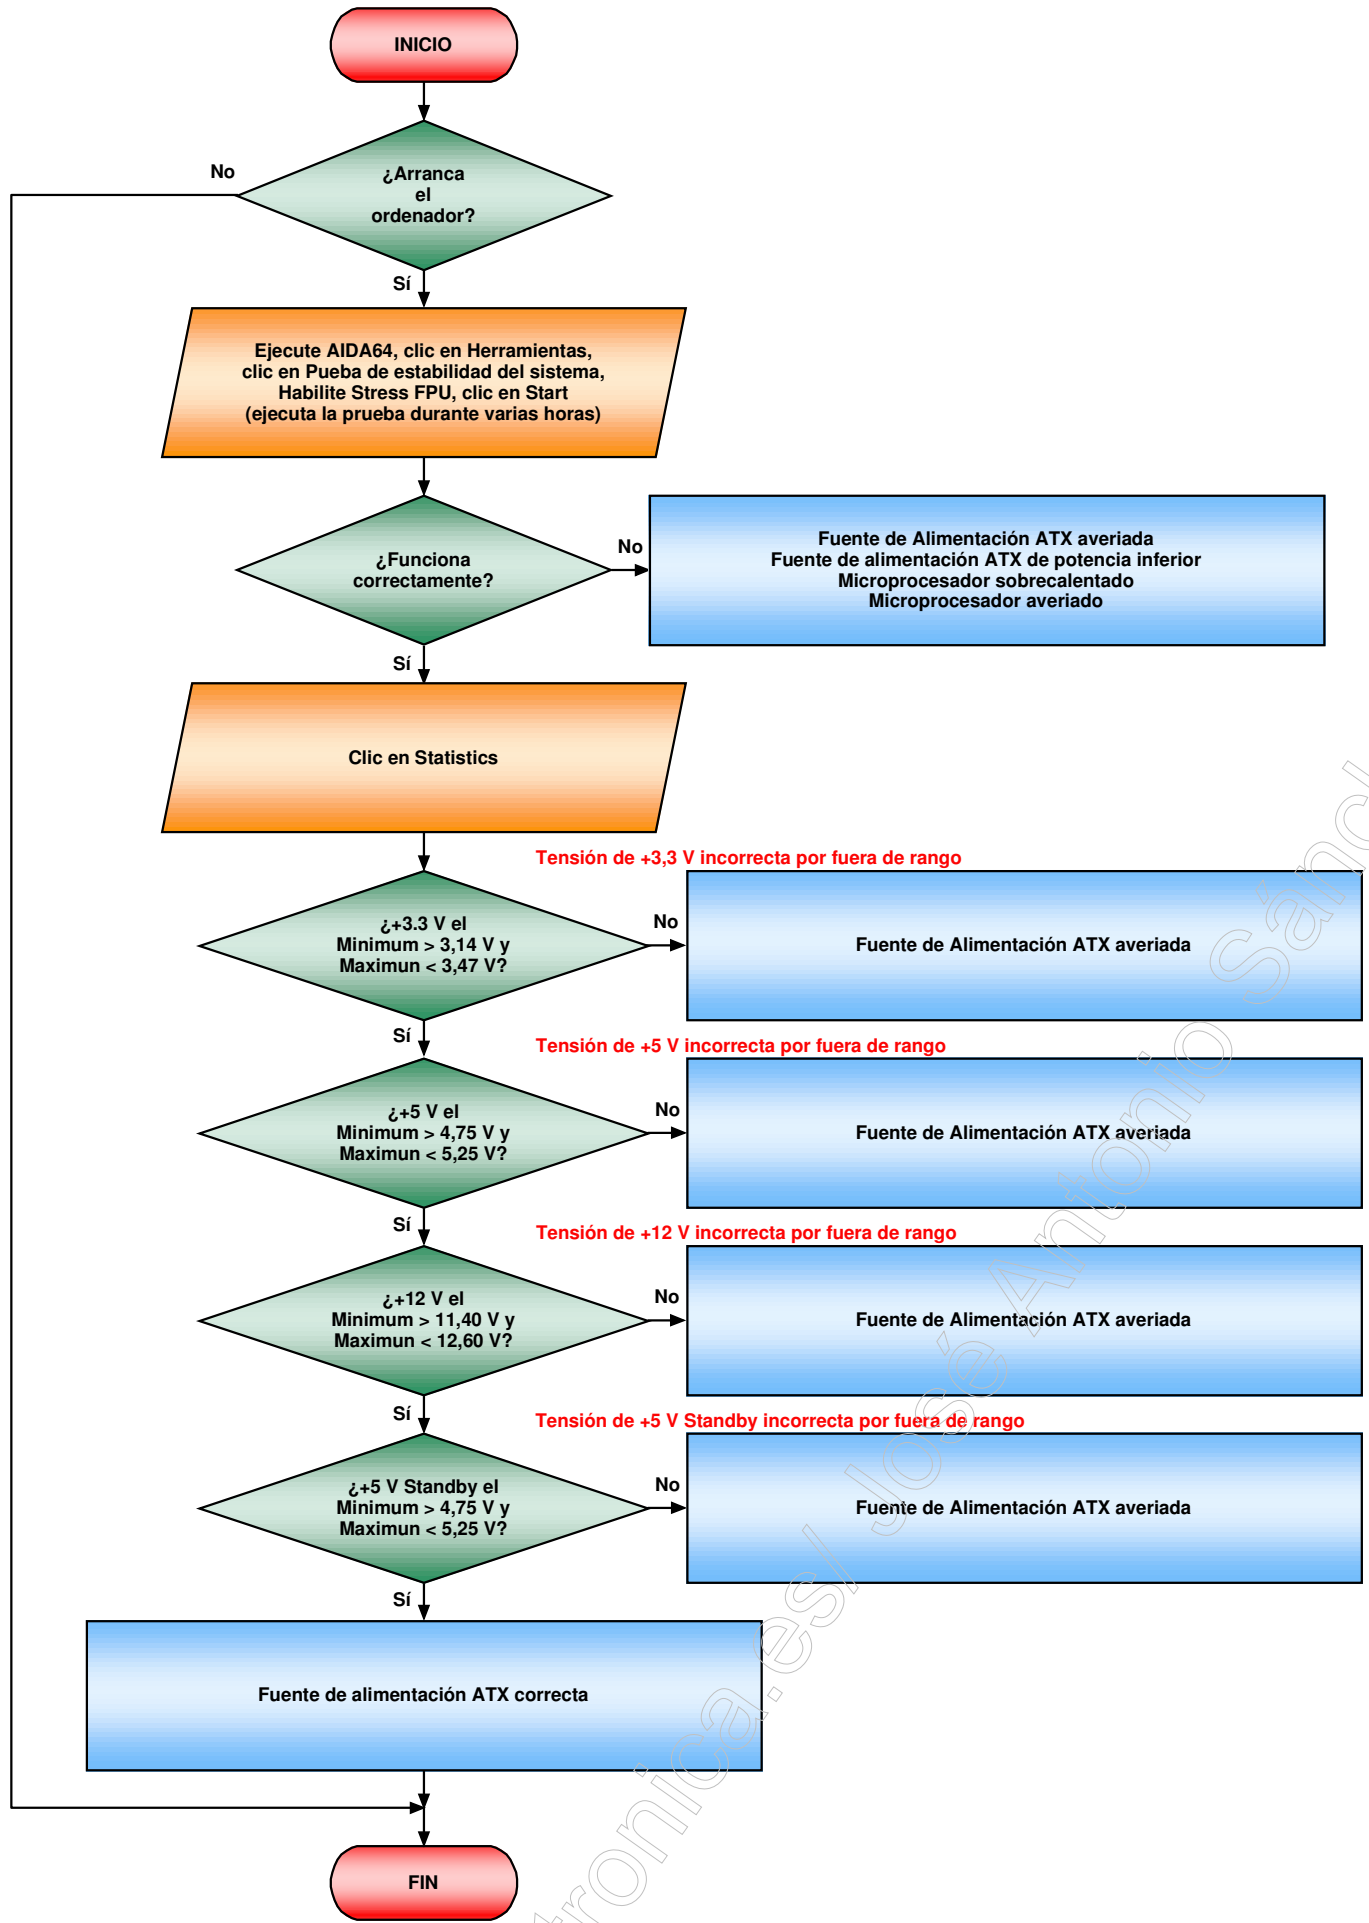 INICIO
No
¿Arranca
el
ordenador?
Sí
Ejecute AIDA64, clic en Herramientas,
clic en Pueba de estabilidad del sistema,
Habilite Stress FPU, clic en Start
(ejecuta la prueba durante varias horas)
¿Funciona
correctamente?
No
Fuente de Alimentación ATX averiada
Fuente de alimentación ATX de potencia inferior
Microprocesador sobrecalentado
Microprocesador averiado
Sí
Clic en Statistics
Tensión de +3,3 V incorrecta por fuera de rango
¿+3.3 V el
Minimum > 3,14 V y
Maximun < 3,47 V?
No
Fuente de Alimentación ATX averiada
Sí
Tensión de +5 V incorrecta por fuera de rango
¿+5 V el
Minimum > 4,75 V y
Maximun < 5,25 V?
No
Fuente de Alimentación ATX averiada
Sí
Tensión de +12 V incorrecta por fuera de rango
¿+12 V el
Minimum > 11,40 V y
Maximun < 12,60 V?
No
Fuente de Alimentación ATX averiada
Sí
Tensión de +5 V Standby incorrecta por fuera de rango
¿+5 V Standby el
Minimum > 4,75 V y
Maximun < 5,25 V?
No
Fuente de Alimentación ATX averiada
Sí
Fuente de alimentación ATX correcta
FIN
tronica.es/ José Antonio